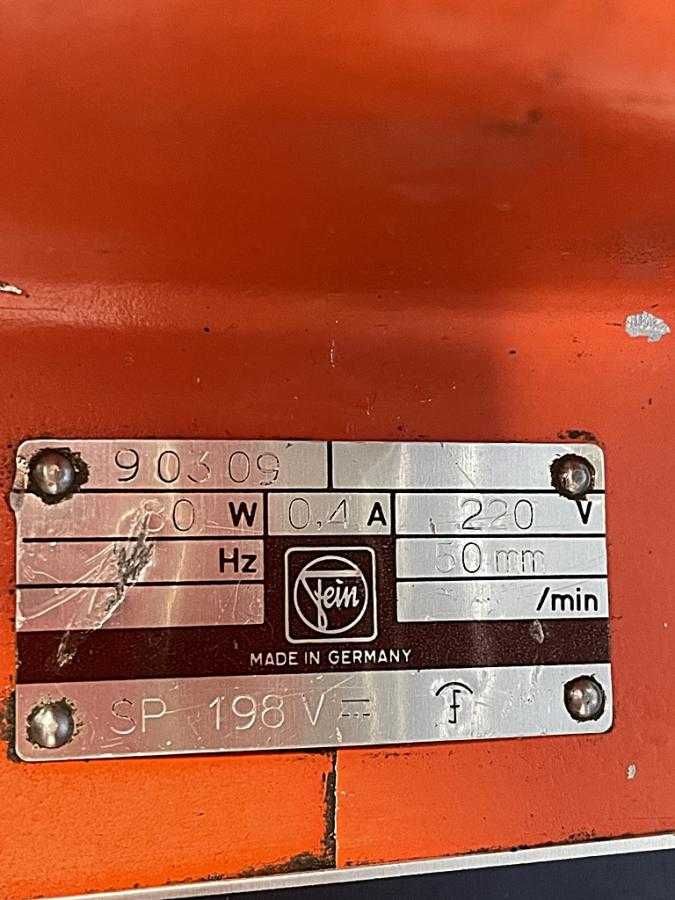 90309
80 W 0,4 A 220 V
Hz 50 mm
fein /min
MADE IN GERMANY
SP 198 V ⎓